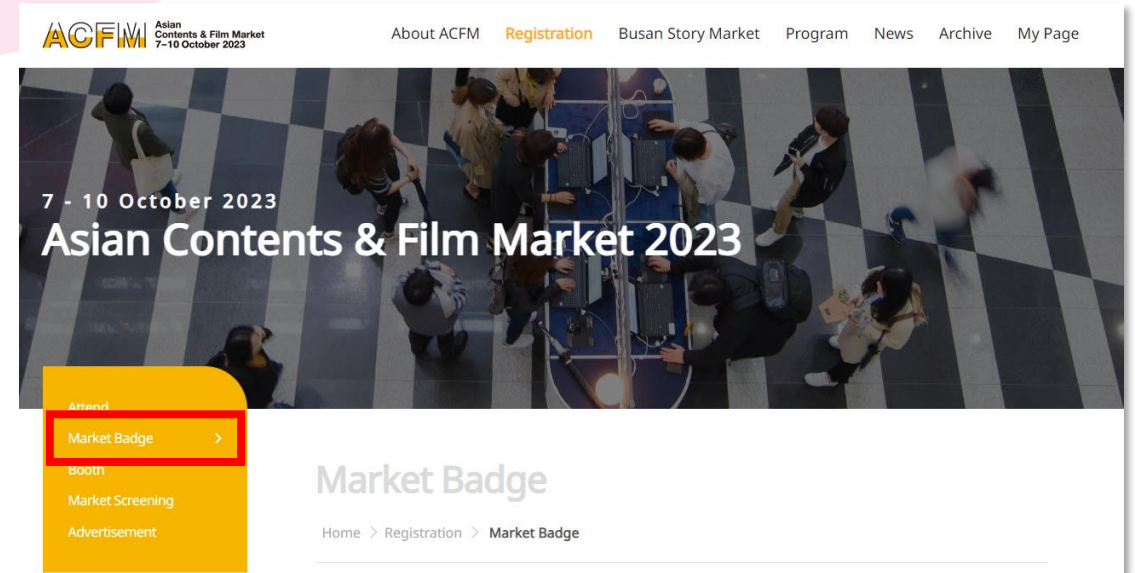 ACFM
Asian
Contents & Film Market
7-10 October 2023
About ACFM Registration Busan Story Market Program News Archive My Page
7 - 10 October 2023
Asian Contents & Film Market 2023
Attend
Market Badge >
Booth
Market Screening
Advertisement
Market Badge
Home > Registration > Market Badge